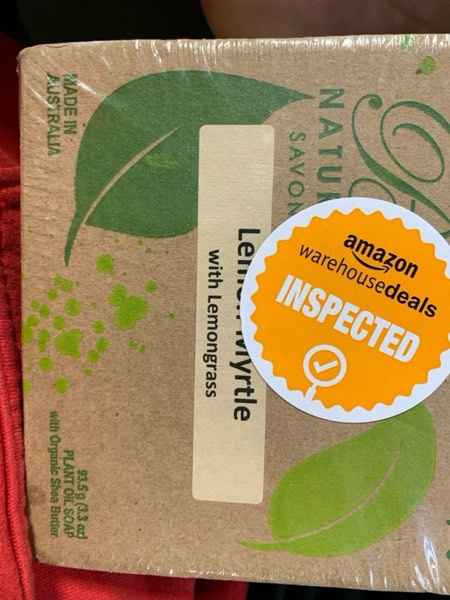 MADE IN
AUSTRALIA
NATUR
SAVON
Lemon Myrtle
with Lemongrass
93.5 g (3.3 oz)
PLANT OIL SOAP
with Organic Shea Butter
amazon
warehousedeals
INSPECTED